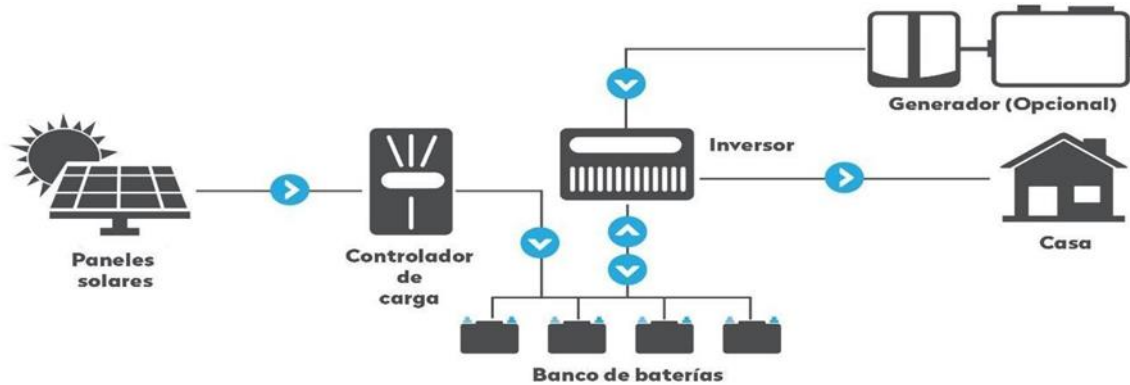 Generador (Opcional)
Inversor
Paneles
solares
Controlador
de
carga
Casa
Banco de baterías